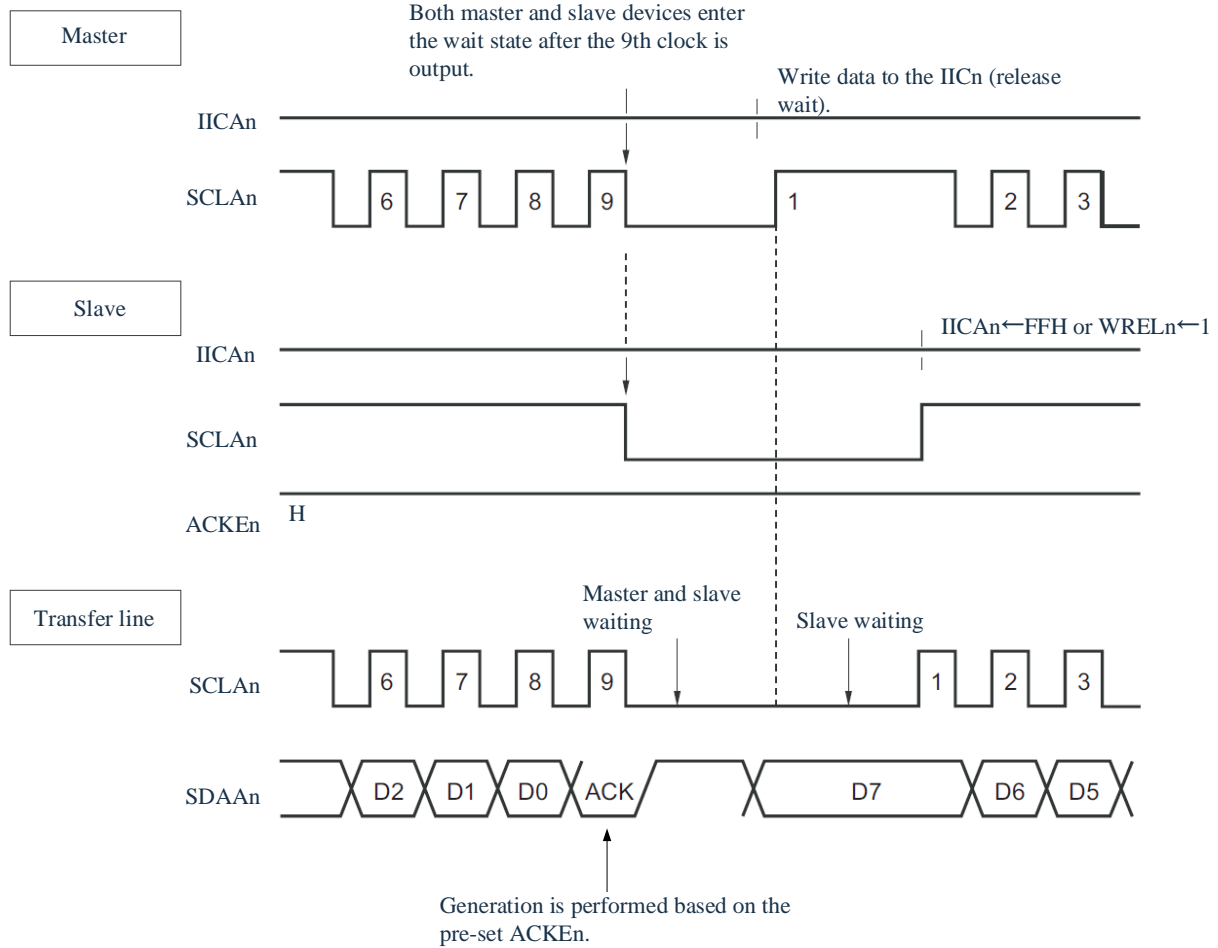 Both master and slave devices enter
the wait state after the 9th clock is
output.
Master
Write data to the IICn (release
wait).
IICAn
SCLAn
6 7 8 9 1 2 3
Slave
IICAn←FFH or WRELn←1
IICAn
SCLAn
H
ACKEn
Transfer line
Master and slave
waiting
Slave waiting
SCLAn
6 7 8 9 1 2 3
SDAAn
D2 D1 D0 ACK D7 D6 D5
Generation is performed based on the
pre-set ACKEn.